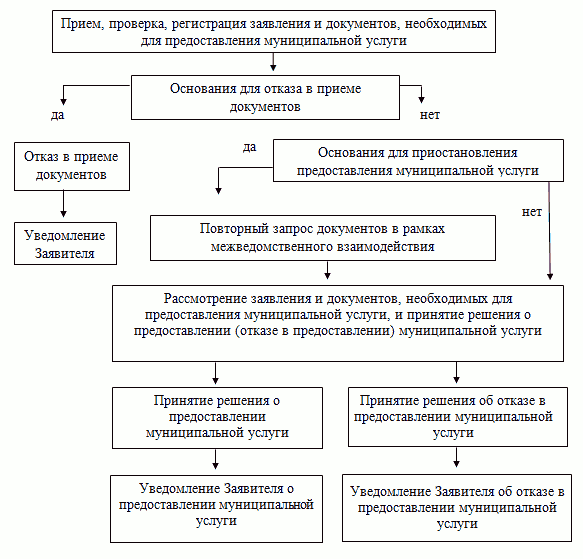 Прием, проверка, регистрация заявления и документов, необходимых
для предоставления муниципальной услуги
Основания для отказа в приеме
документов
да
нет
Отказ в приеме
документов
да
Основания для приостановления
предоставления муниципальной услуги
нет
Уведомление
Заявителя
Повторный запрос документов в рамках
межведомственного взаимодействия
Рассмотрение заявления и документов, необходимых для
предоставления муниципальной услуги, и принятие решения о
предоставлении (отказе в предоставлении) муниципальной услуги
Принятие решения о
предоставлении
муниципальной услуги
Принятие решения об отказе в
предоставлении муниципальной
услуги
Уведомление Заявителя о
предоставлении муниципальной
услуги
Уведомление Заявителя об отказе в
предоставлении муниципальной
услуги